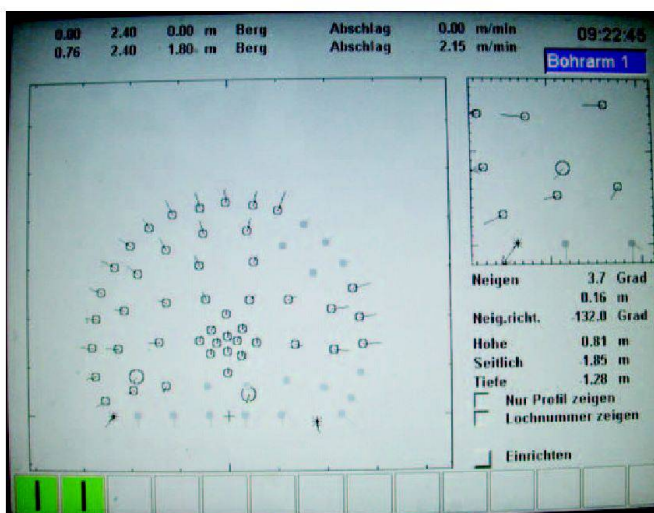 0.00 2.40 0.00 m Berg Abschlag 0.00 m/min 09:22:45
0.76 2.40 1.80 m Berg Abschlag 2.15 m/min
Bohrarm 1
Neigen 3.7 Grad
0.16 m
Neig.richt. -132.0 Grad
Hohe 0.81 m
Seitlich -1.85 m
Tiefe -1.28 m
Nur Profil zeigen
Lochnummer zeigen
Einrichten